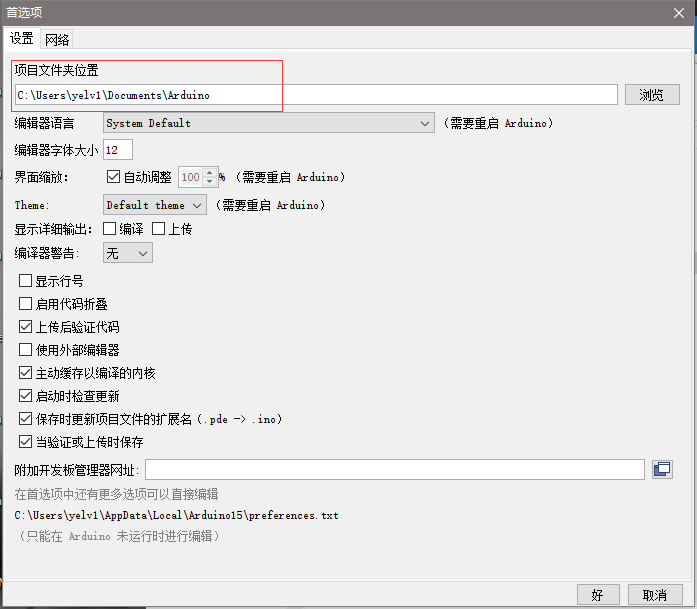 首选项
设置 网络
项目文件夹位置
C:\Users\yelv1\Documents\Arduino 浏览
编辑器语言 System Default (需要重启 Arduino)
编辑器字体大小 12
界面缩放: 自动调整 100 % (需要重启 Arduino)
Theme: Default theme (需要重启 Arduino)
显示详细输出: 编译 上传
编译器警告: 无
显示行号
启用代码折叠
上传后验证代码
使用外部编辑器
主动缓存以编译的内核
启动时检查更新
保存时更新项目文件的扩展名 (.pde -> .ino)
当验证或上传时保存
附加开发板管理器网址:
在首选项中还有更多选项可以直接编辑
C:\Users\yelv1\AppData\Local\Arduino15\preferences.txt
(只能在 Arduino 未运行时进行编辑)
好 取消